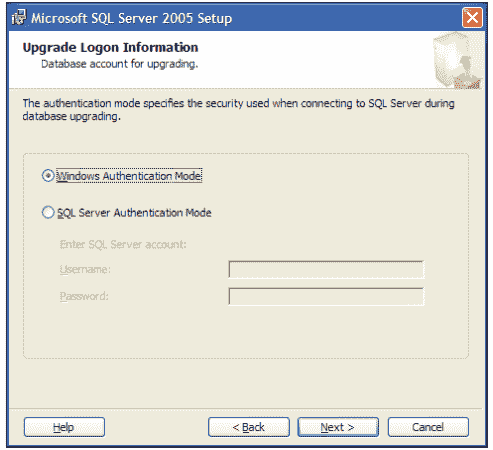 Microsoft SQL Server 2005 Setup
Upgrade Logon Information
Database account for upgrading.
The authentication mode specifies the security used when connecting to SQL Server during
database upgrading.
Windows Authentication Mode
SQL Server Authentication Mode
Enter SQL Server account:
Username:
Password:
Help < Back Next > Cancel